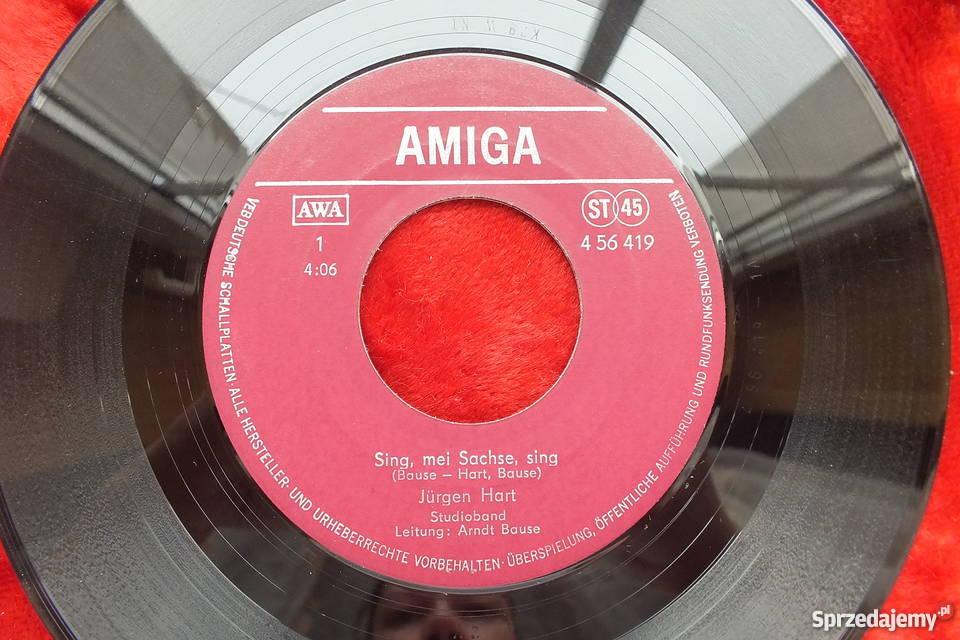 AMIGA
AWA
ST 45
1
4 56 419
4:06
Sing, mei Sachse, sing
(Bause – Hart, Bause)
Jürgen Hart
Studioband
Leitung: Arndt Bause
VEB DEUTSCHE SCHALLPLATTEN · ALLE HERSTELLER- UND URHEBERRECHTE VORBEHALTEN · ÜBERSPIELUNG, ÖFFENTLICHE AUFFÜHRUNG UND RUNDFUNKSENDUNG VERBOTEN
Sprzedajemy.pl